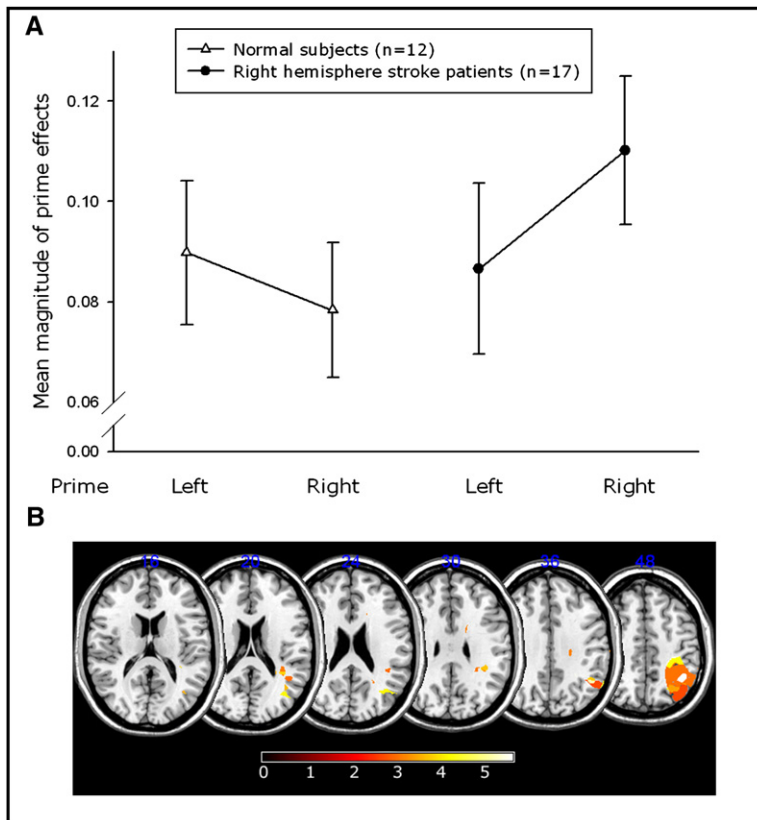 A
Normal subjects (n=12)
Right hemisphere stroke patients (n=17)
Mean magnitude of prime effects
0.12
0.10
0.08
0.06
0.00
Prime Left Right Left Right
B
16 20 24 30 36 48
0 1 2 3 4 5